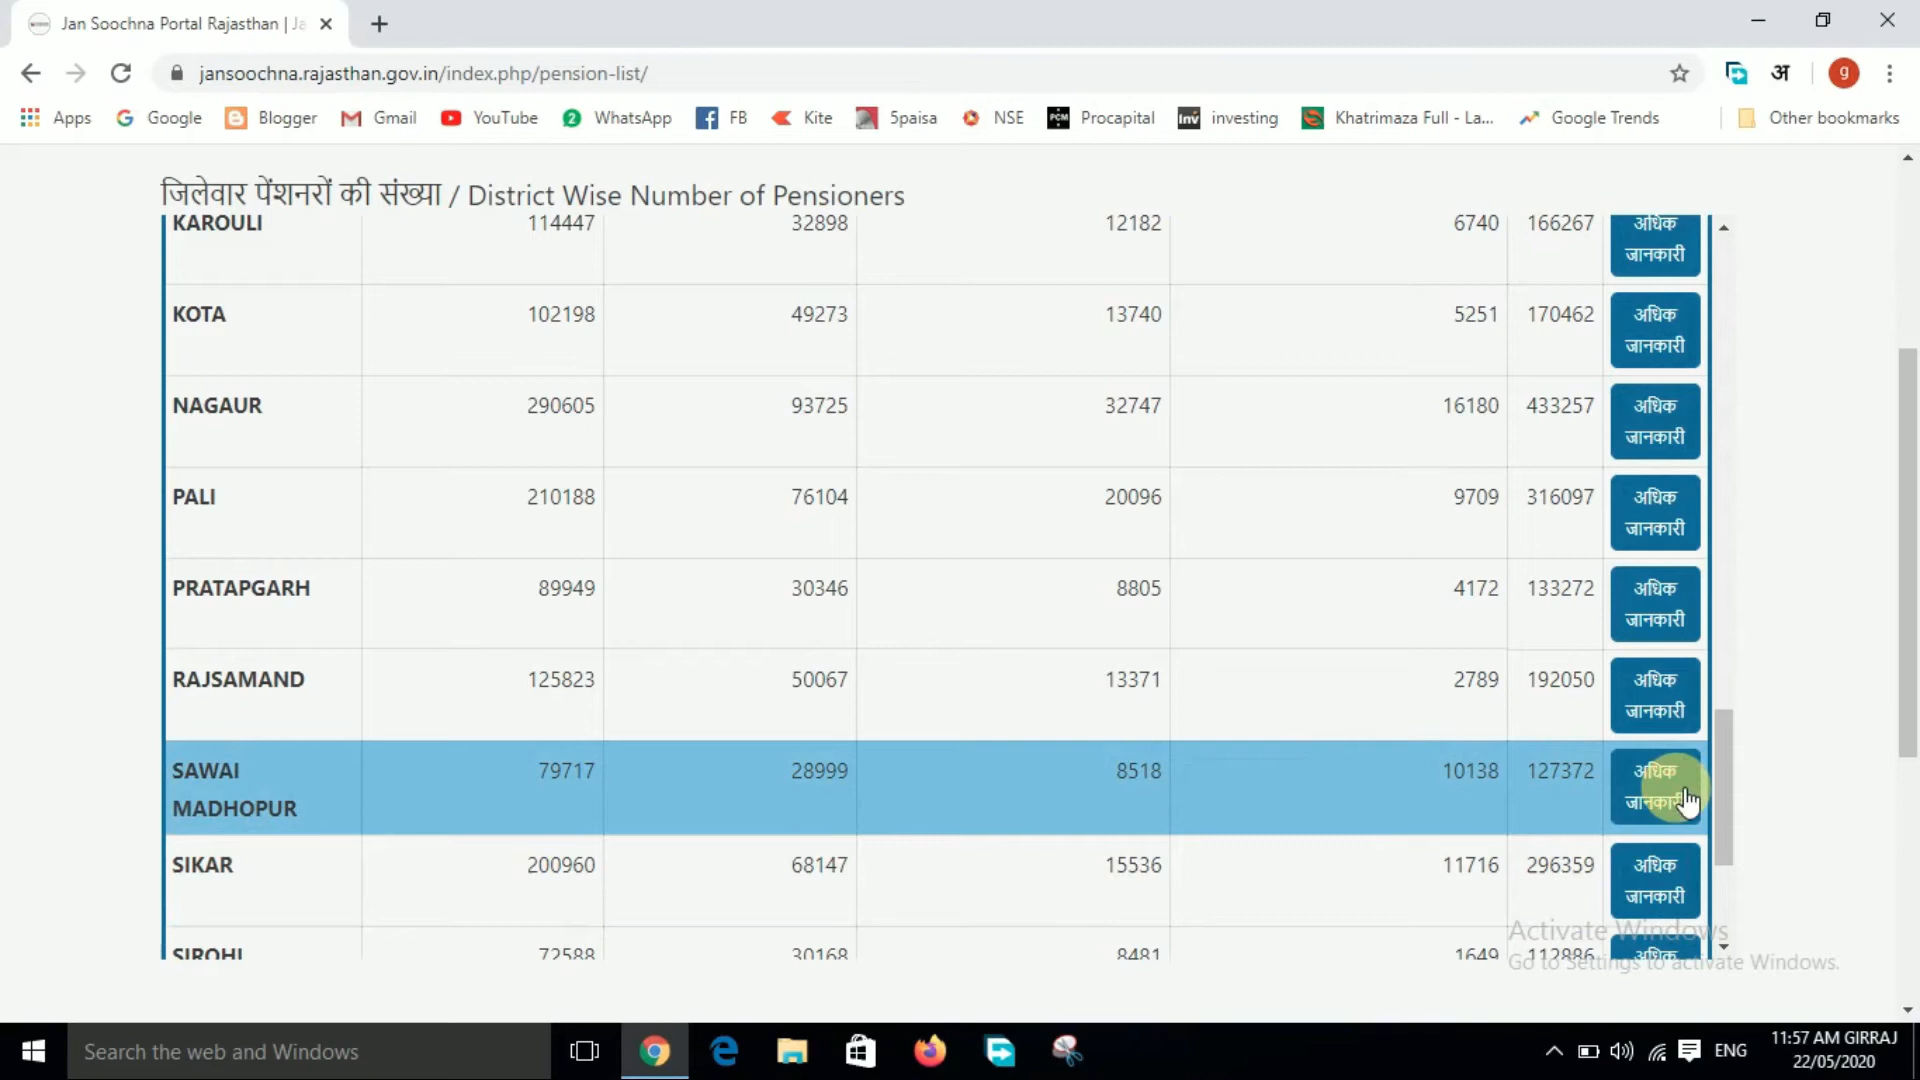 Jan Soochna Portal Rajasthan | Ja
jansoochna.rajasthan.gov.in/index.php/pension-list/
अ
g
Apps
Google
Blogger
Gmail
YouTube
2 WhatsApp
FB
Kite
5paisa
NSE
PCM Procapital
Inv investing
Khatrimaza Full - La...
Google Trends
Other bookmarks
जिलेवार पेंशनरों की संख्या / District Wise Number of Pensioners
KAROULI 114447 32898 12182 6740 166267 अधिक
जानकारी
KOTA 102198 49273 13740 5251 170462 अधिक
जानकारी
NAGAUR 290605 93725 32747 16180 433257 अधिक
जानकारी
PALI 210188 76104 20096 9709 316097 अधिक
जानकारी
PRATAPGARH 89949 30346 8805 4172 133272 अधिक
जानकारी
RAJSAMAND 125823 50067 13371 2789 192050 अधिक
जानकारी
SAWAI 79717 28999 8518 10138 127372 अधिक
MADHOPUR जानकारी
SIKAR 200960 68147 15536 11716 296359 अधिक
जानकारी
Activate Windows
SIROHI 72588 30168 8481 1649 112886 अधिक
Go to Settings to activate Windows.
Search the web and Windows
ENG
11:57 AM GIRRAJ
22/05/2020